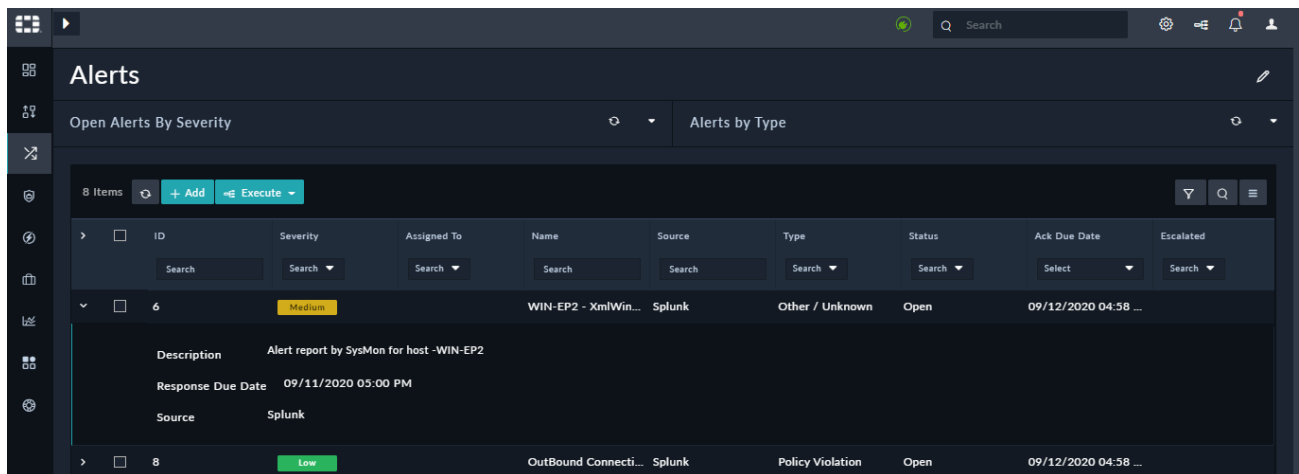 Search
Alerts
Open Alerts By Severity Alerts by Type
8 Items + Add Execute
ID Severity Assigned To Name Source Type Status Ack Due Date Escalated
Search Search Search Search Search Search Search Select Search
6 Medium WIN-EP2 - XmlWin... Splunk Other / Unknown Open 09/12/2020 04:58 ...
Description Alert report by SysMon for host -WIN-EP2
Response Due Date 09/11/2020 05:00 PM
Source Splunk
8 Low OutBound Connecti... Splunk Policy Violation Open 09/12/2020 04:58 ...